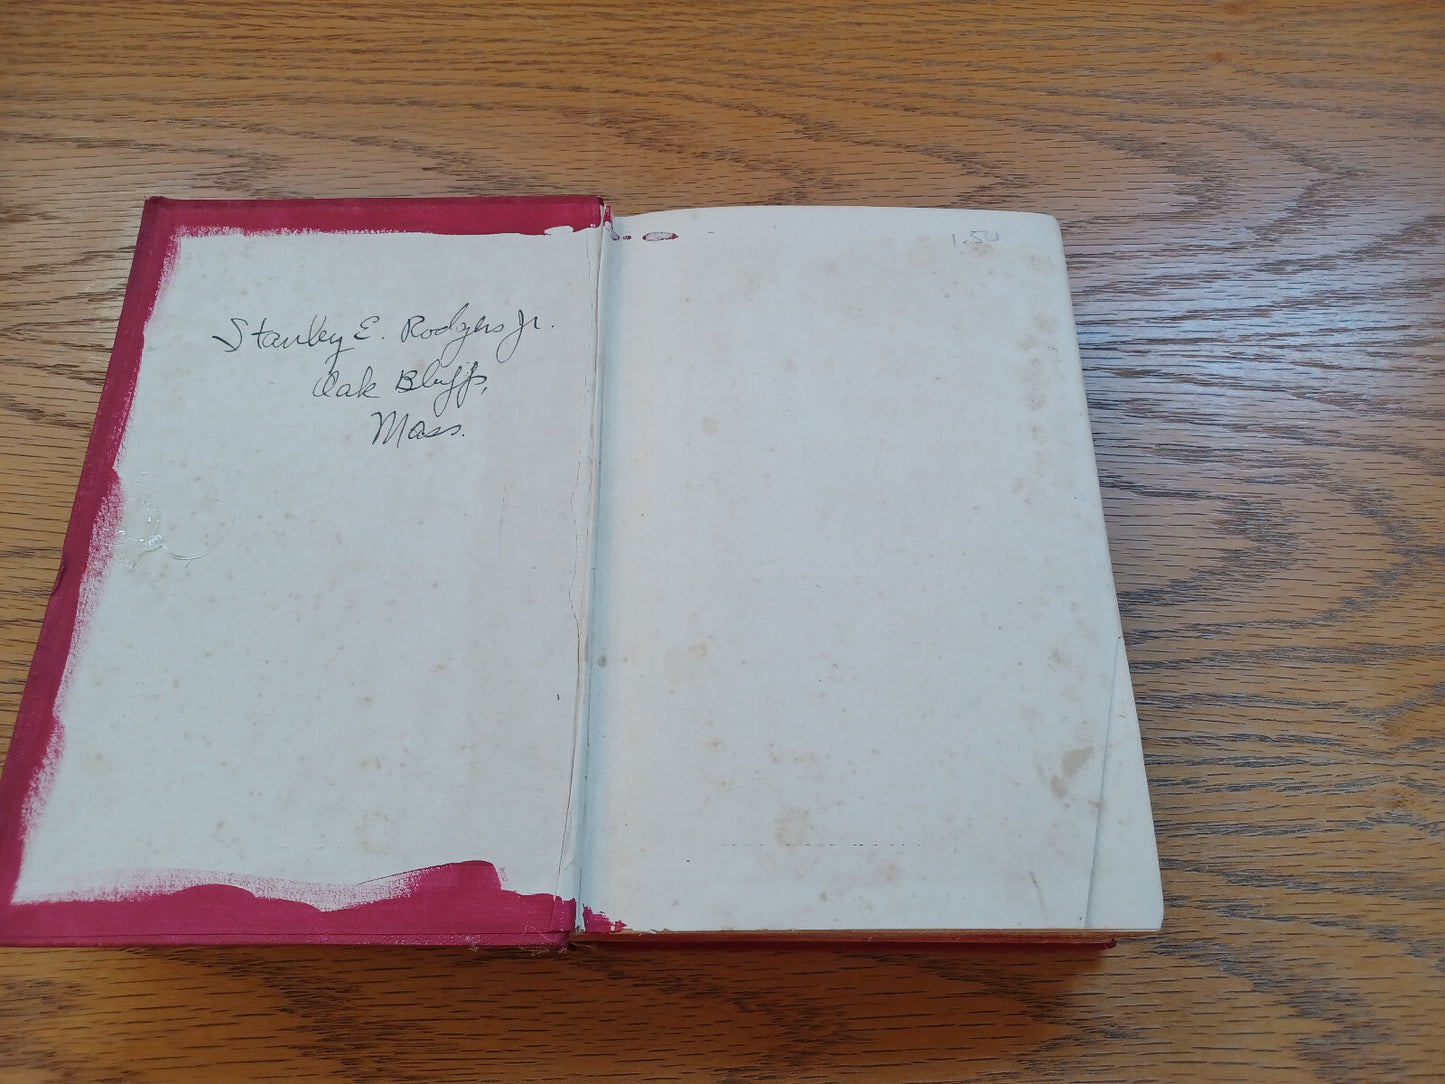 Stanley E. Rodgers Jr.
Oak Bluffs,
Mass.
1.50